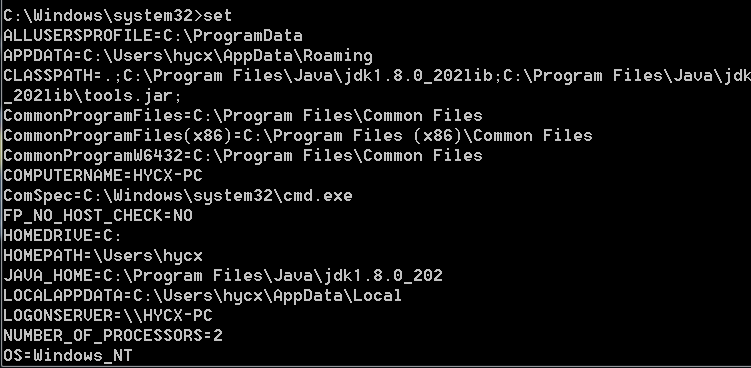 C:\Windows\system32>set
ALLUSERSPROFILE=C:\ProgramData
APPDATA=C:\Users\hycx\AppData\Roaming
CLASSPATH=.;C:\Program Files\Java\jdk1.8.0_202lib;C:\Program Files\Java\jdk
_202lib\tools.jar;
CommonProgramFiles=C:\Program Files\Common Files
CommonProgramFiles(x86)=C:\Program Files (x86)\Common Files
CommonProgramW6432=C:\Program Files\Common Files
COMPUTERNAME=HYCX-PC
ComSpec=C:\Windows\system32\cmd.exe
FP_NO_HOST_CHECK=NO
HOMEDRIVE=C:
HOMEPATH=\Users\hycx
JAVA_HOME=C:\Program Files\Java\jdk1.8.0_202
LOCALAPPDATA=C:\Users\hycx\AppData\Local
LOGONSERVER=\\HYCX-PC
NUMBER_OF_PROCESSORS=2
OS=Windows_NT